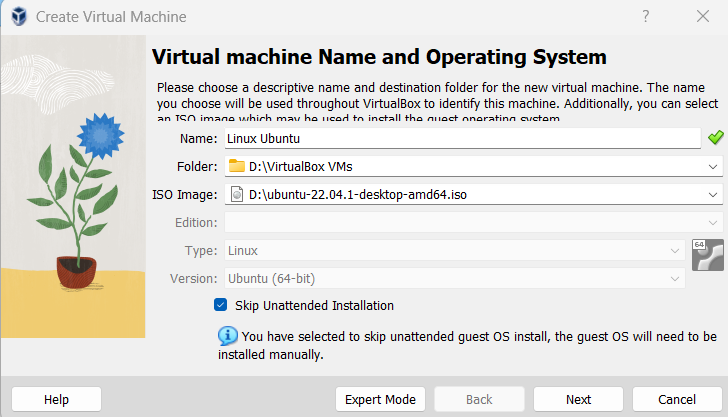 Create Virtual Machine
Virtual machine Name and Operating System
Please choose a descriptive name and destination folder for the new virtual machine. The name
you choose will be used throughout VirtualBox to identify this machine. Additionally, you can select
an ISO image which may be used to install the guest operating system.
Name: Linux Ubuntu
Folder: D:\VirtualBox VMs
ISO Image: D:\ubuntu-22.04.1-desktop-amd64.iso
Edition:
Type: Linux
64
Version: Ubuntu (64-bit)
Skip Unattended Installation
You have selected to skip unattended guest OS install, the guest OS will need to be
installed manually.
Help Expert Mode Back Next Cancel